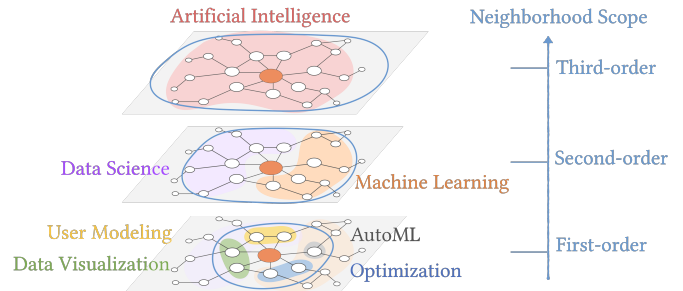 Artificial Intelligence
Neighborhood Scope
Third-order
Data Science
Second-order
Machine Learning
User Modeling
AutoML
First-order
Data Visualization
Optimization